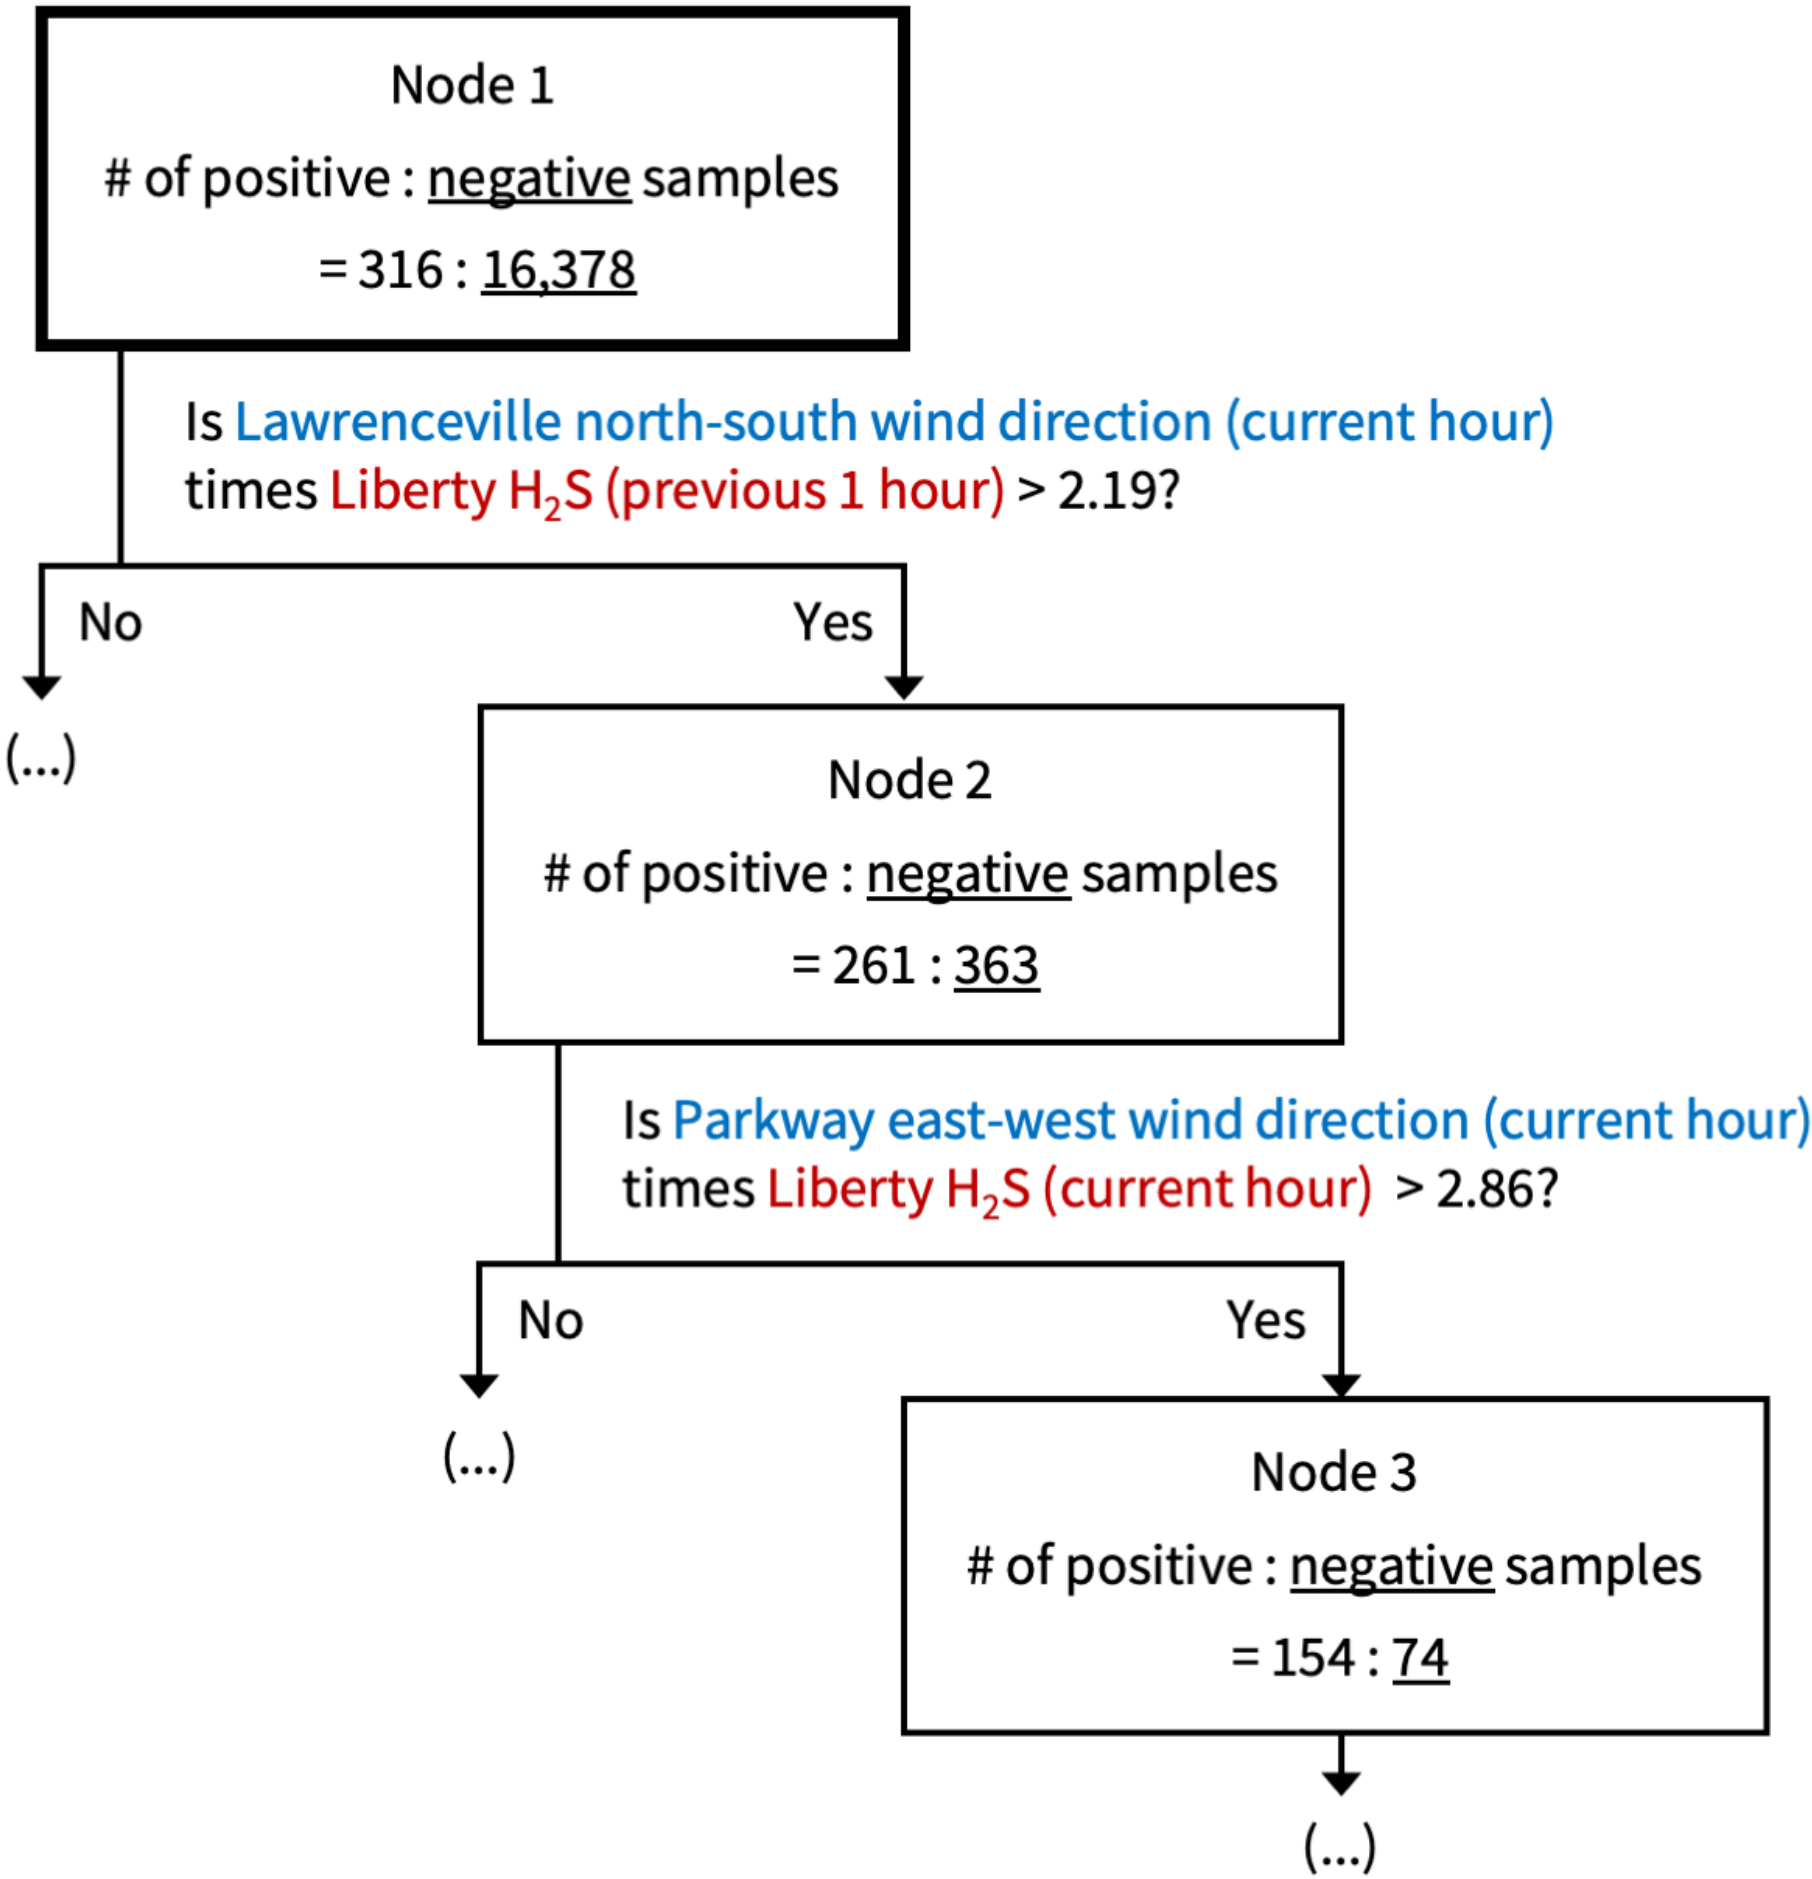 Node 1
# of positive : negative samples
= 316 : 16,378
Is Lawrenceville north-south wind direction (current hour)
times Liberty H₂S (previous 1 hour) > 2.19?
No
Yes
(...)
Node 2
# of positive : negative samples
= 261 : 363
Is Parkway east-west wind direction (current hour)
times Liberty H₂S (current hour) > 2.86?
No
Yes
(...)
Node 3
# of positive : negative samples
= 154 : 74
(...)